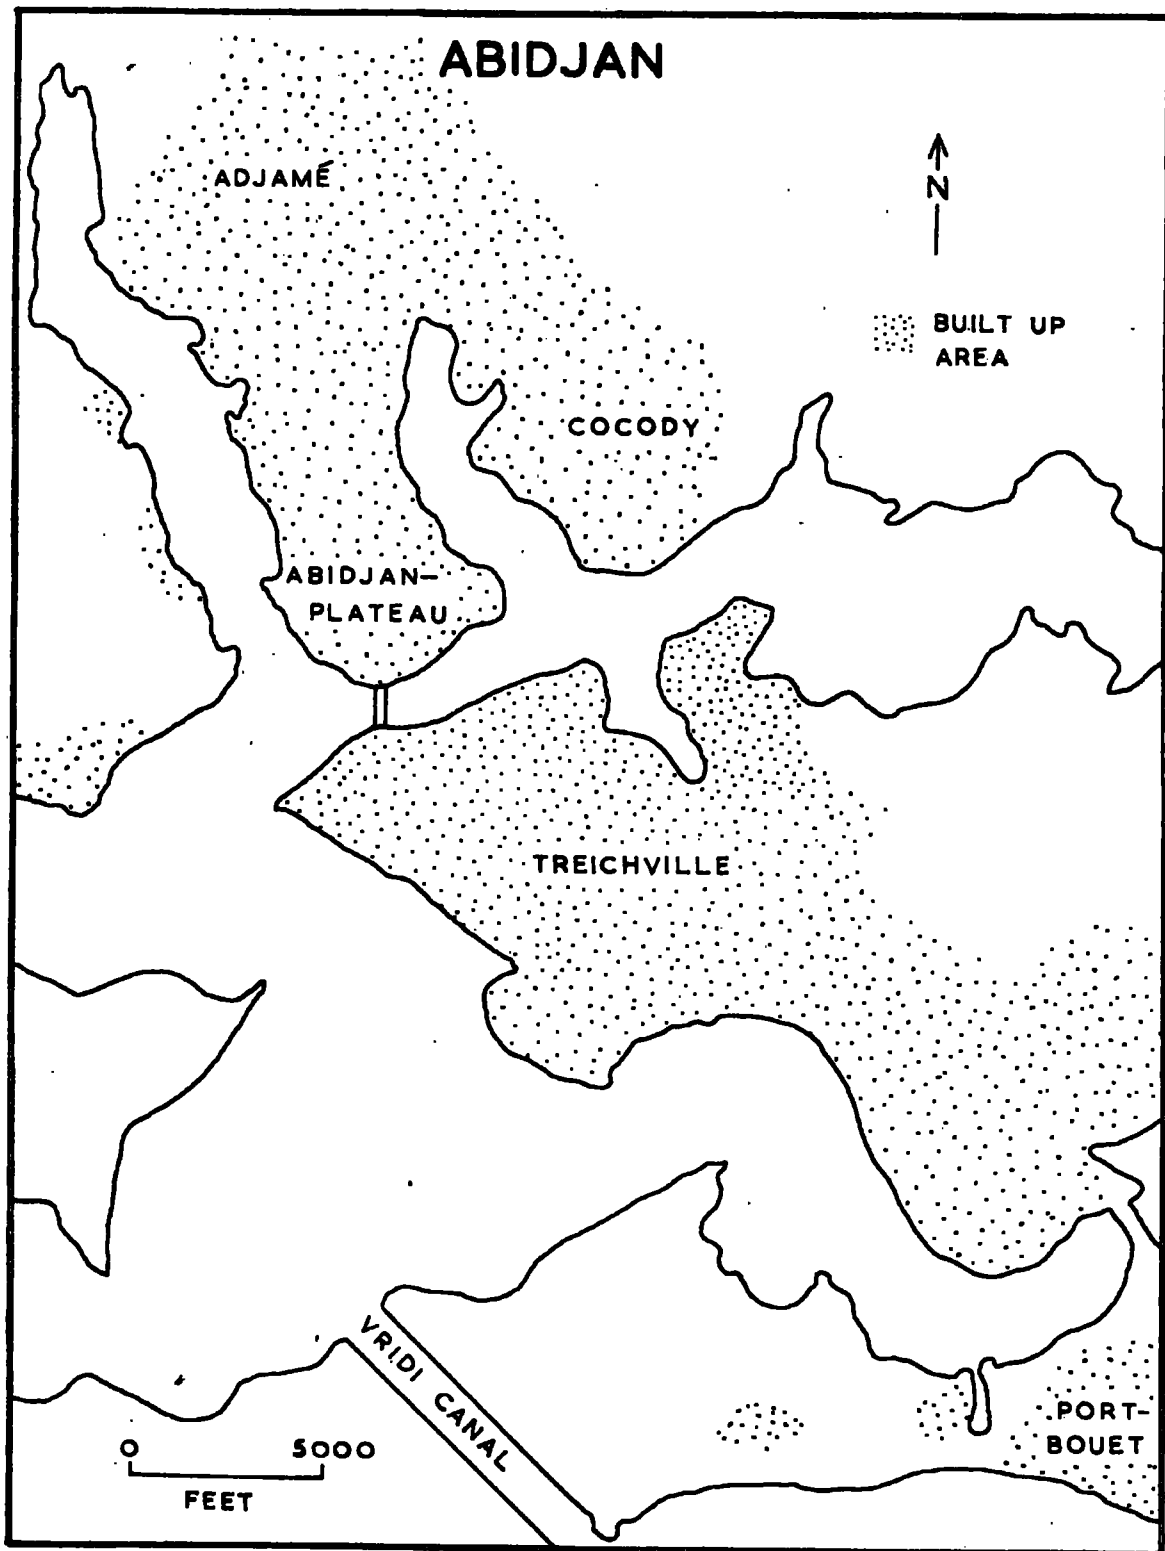 ABIDJAN
ADJAMÉ
N
BUILT UP
AREA
COCODY
ABIDJAN-
PLATEAU
TREICHVILLE
VRIDI CANAL
PORT-
BOUET
0 5000
FEET